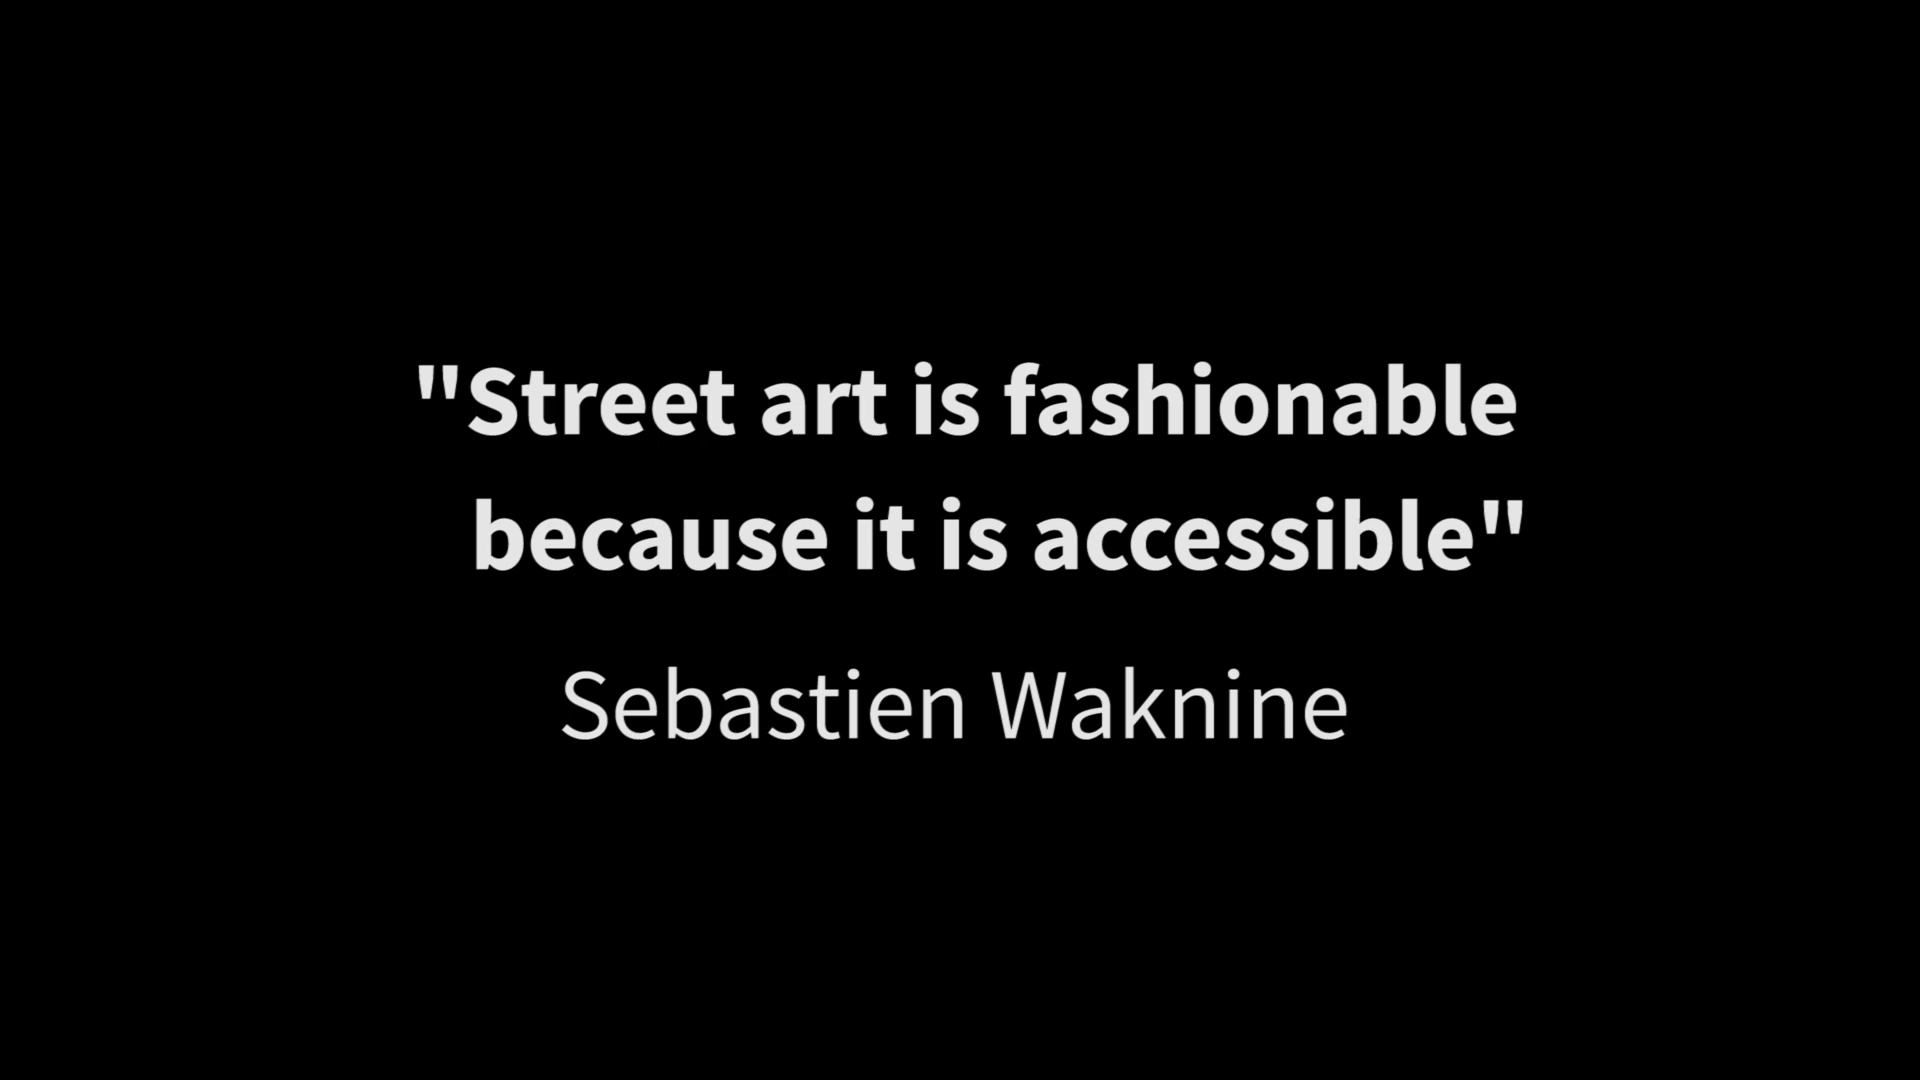 "Street art is fashionable
because it is accessible"
Sebastien Waknine